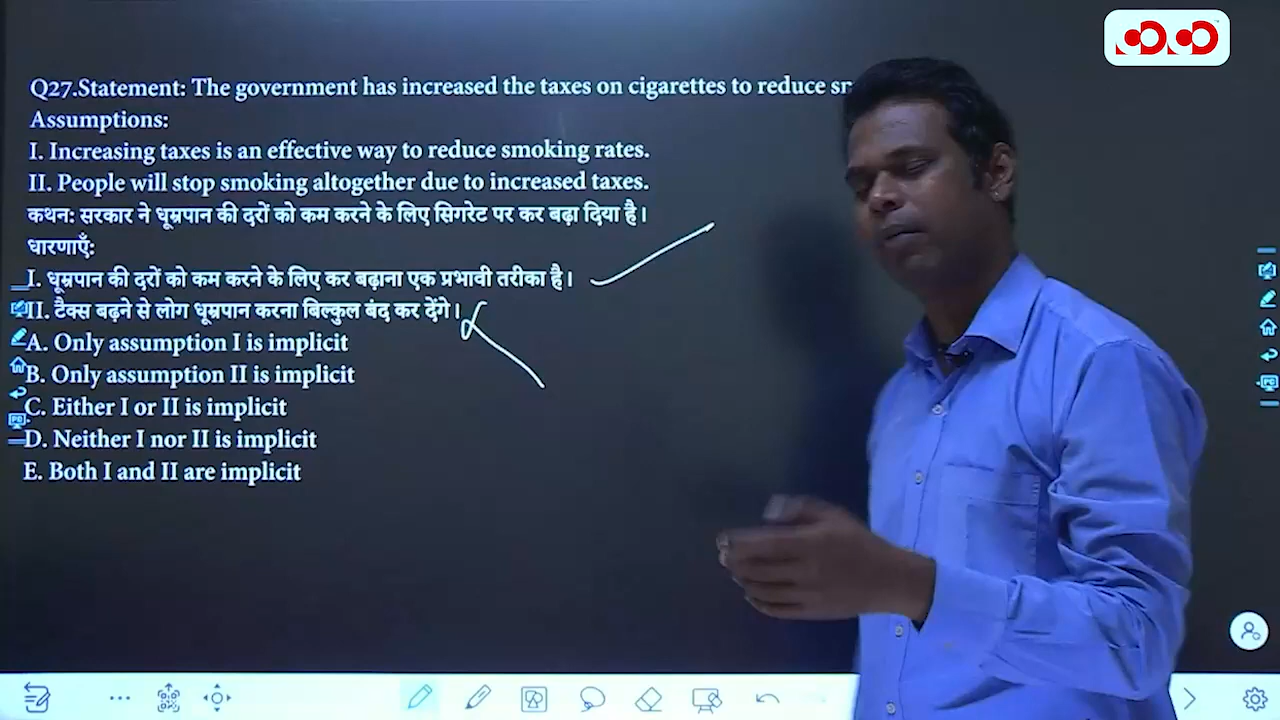 Q27.Statement: The government has increased the taxes on cigarettes to reduce
Assumptions:
I. Increasing taxes is an effective way to reduce smoking rates.
II. People will stop smoking altogether due to increased taxes.
कथन: सरकार ने धूम्रपान की दरों को कम करने के लिए सिगरेट पर कर बढ़ा दिया है।
धारणाएँ:
I. धूम्रपान की दरों को कम करने के लिए कर बढ़ाना एक प्रभावी तरीका है।
II. टैक्स बढ़ने से लोग धूम्रपान करना बिल्कुल बंद कर देंगे।
A. Only assumption I is implicit
B. Only assumption II is implicit
C. Either I or II is implicit
D. Neither I nor II is implicit
E. Both I and II are implicit